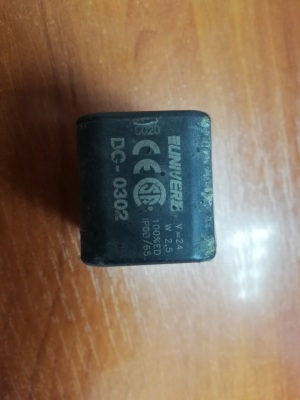 UNIVER
DC-0302
V=24
W 2,5
100%ED
IP00/65